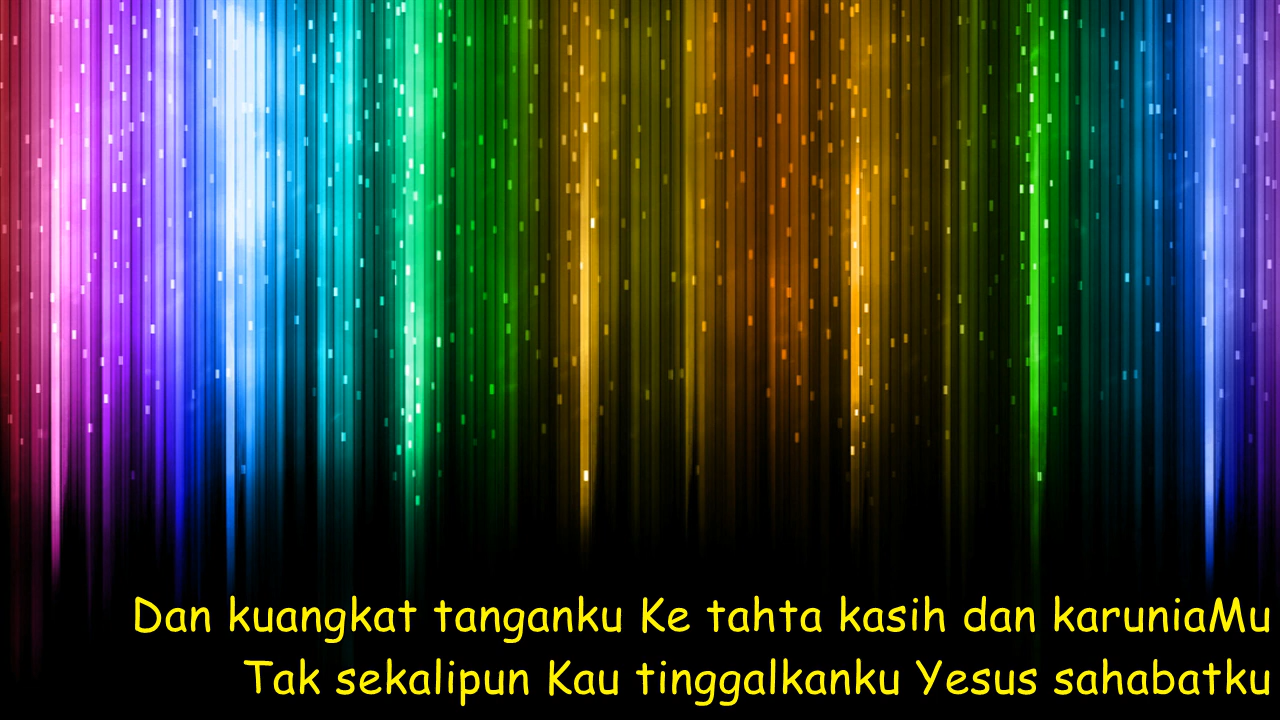 Dan kuangkat tanganku Ke tahta kasih dan karuniaMu
Tak sekalipun Kau tinggalkanku Yesus sahabatku